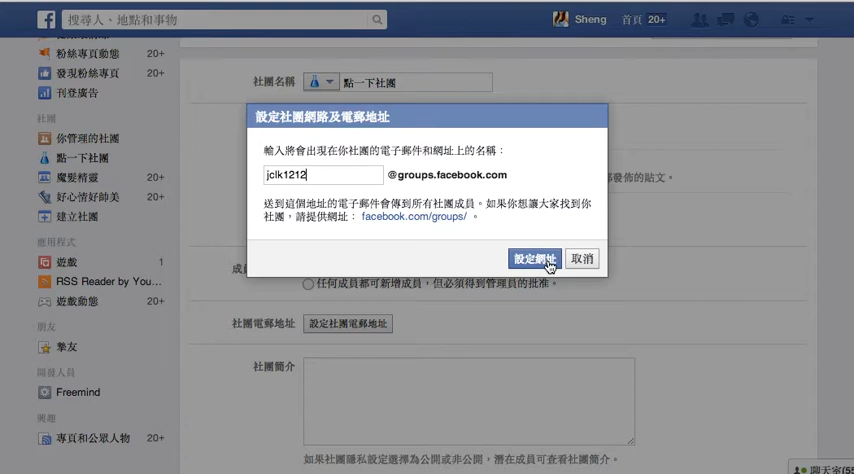 搜尋人、地點和事物
Sheng 首頁 20+
粉絲專頁動態 20+
發現粉絲專頁 20+
刊登廣告
社團
你管理的社團
點一下社團
魔髮精靈 20+
好心情好帥美 20+
建立社團
應用程式
遊戲 1
RSS Reader by You...
遊戲動態 20+
朋友
摯友
開發人員
Freemind
興趣
專頁和公眾人物 20+
社團名稱 點一下社團
設定社團網路及電郵地址
輸入將會出現在你社團的電子郵件和網址上的名稱：
jclk1212 @groups.facebook.com
送到這個地址的電子郵件會傳到所有社團成員。如果你想讓大家找到你
社團，請提供網址： facebook.com/groups/ 。
設定網址 取消
發佈的貼文。
任何成員都可新增成員，但必須得到管理員的批准。
社團電郵地址 設定社團電郵地址
社團簡介
如果社團隱私設定選擇為公開或非公開，潛在成員可查看社團簡介。
聊天室